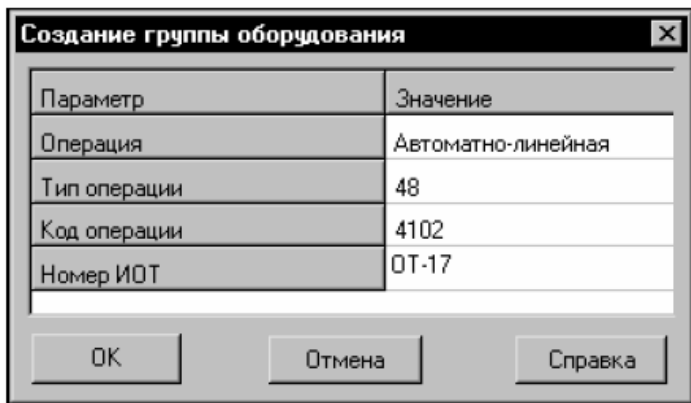 Создание группы оборудования
Параметр Значение
Операция Автоматно-линейная
Тип операции 48
Код операции 4102
Номер ИОТ ОТ-17
OK Отмена Справка